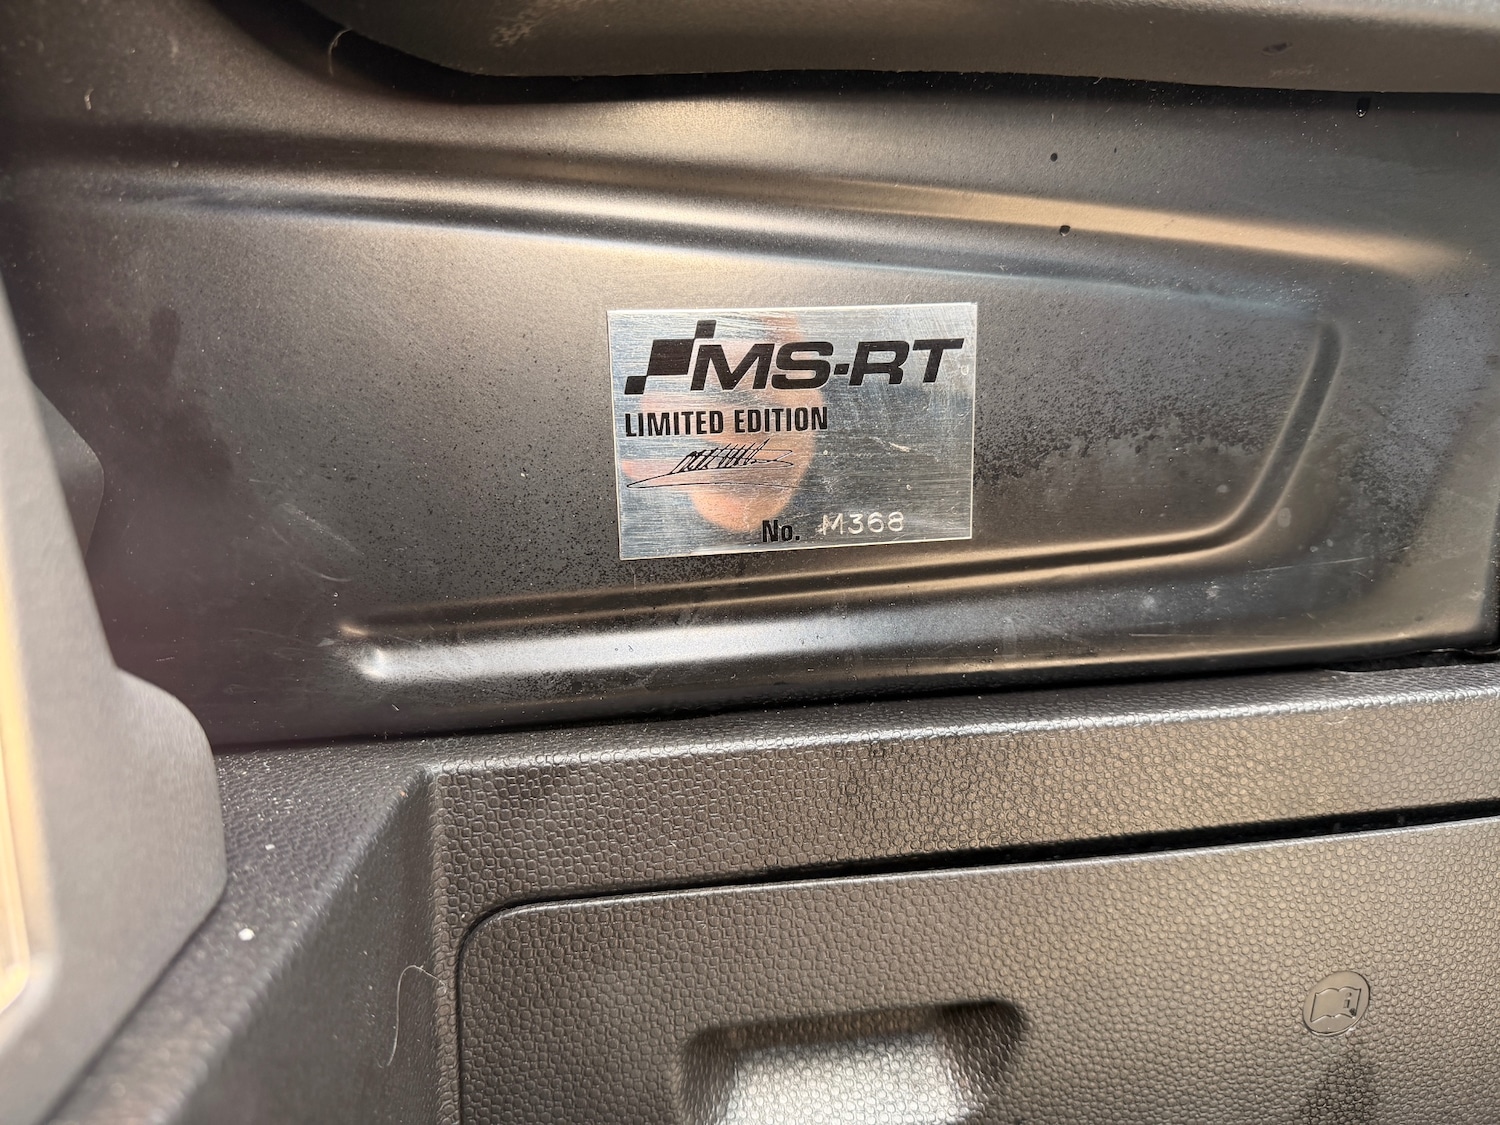 MS-RT
LIMITED EDITION
No. M368